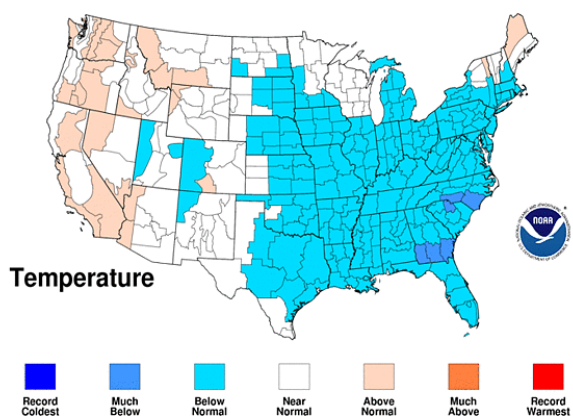 NOAA
Temperature
Record Coldest
Much Below
Below Normal
Near Normal
Above Normal
Much Above
Record Warmest